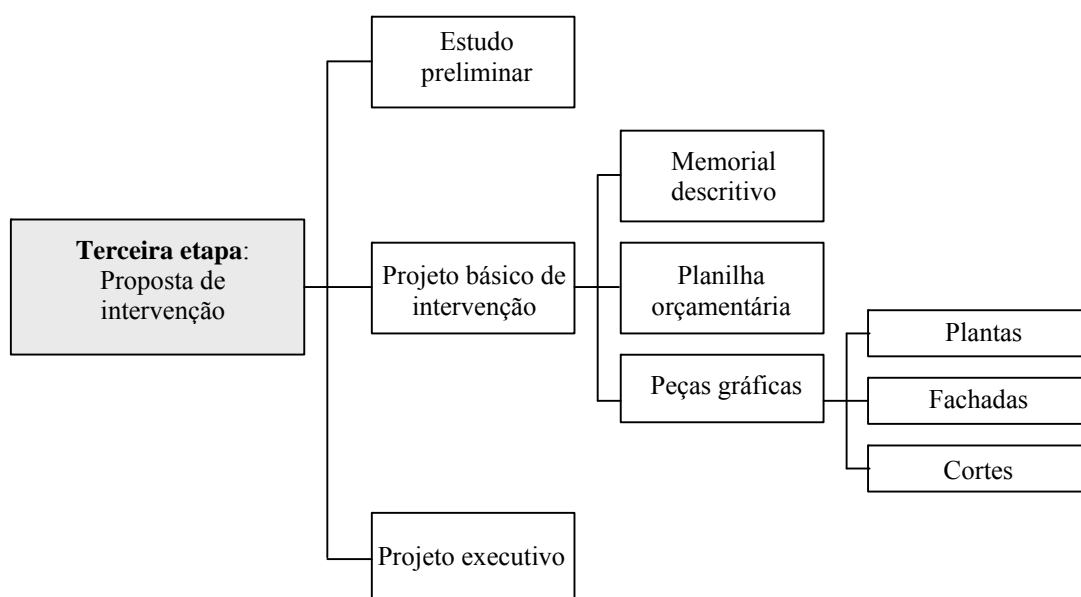 Estudo
preliminar
Memorial
descritivo
Terceira etapa:
Proposta de
intervenção
Projeto básico de
intervenção
Planilha
orçamentária
Peças gráficas
Plantas
Fachadas
Cortes
Projeto executivo